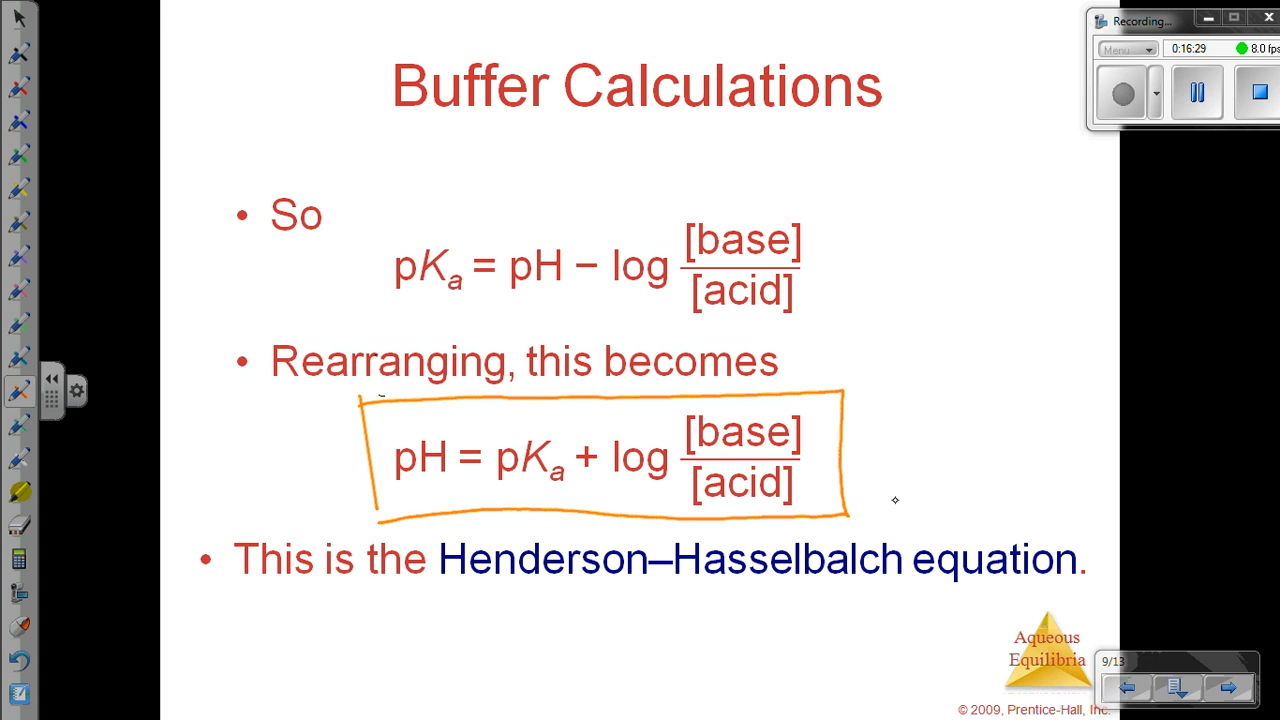 Recording...
Menu
0:16:29
8.0 fps
Buffer Calculations
• So
pKₐ = pH − log [base]/[acid]
• Rearranging, this becomes
pH = pKₐ + log [base]/[acid]
• This is the Henderson–Hasselbalch equation.
Aqueous
Equilibria
9/13
© 2009, Prentice-Hall, Inc.